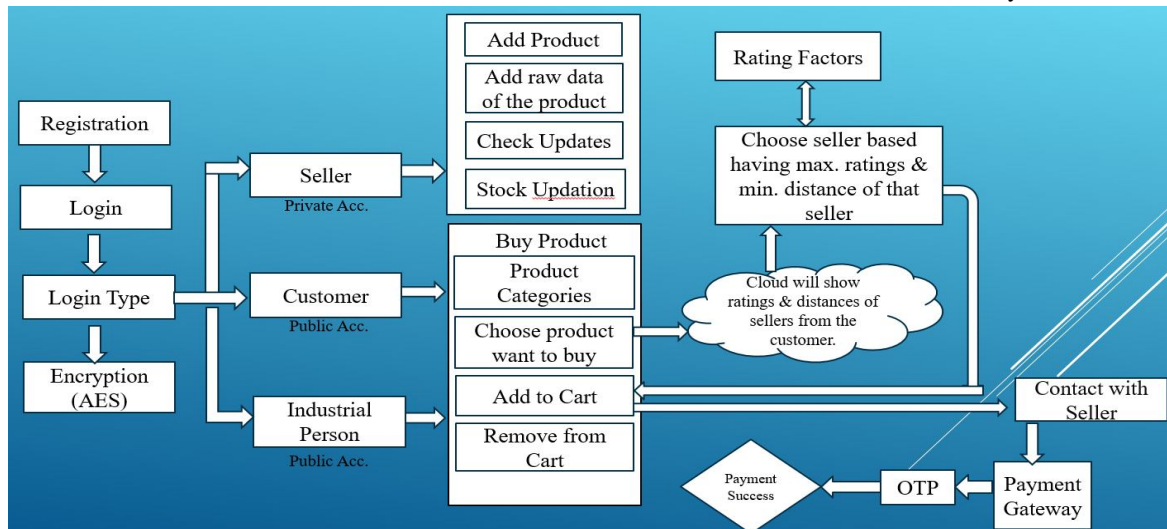 Registration
Login
Login Type
Encryption
(AES)
Seller
Private Acc.
Customer
Public Acc.
Industrial
Person
Public Acc.
Add Product
Add raw data
of the product
Check Updates
Stock Updation
Buy Product
Product
Categories
Choose product
want to buy
Add to Cart
Remove from
Cart
Rating Factors
Choose seller based
having max. ratings &
min. distance of that
seller
Cloud will show
ratings & distances of
sellers from the
customer.
Contact with
Seller
Payment
Gateway
OTP
Payment
Success